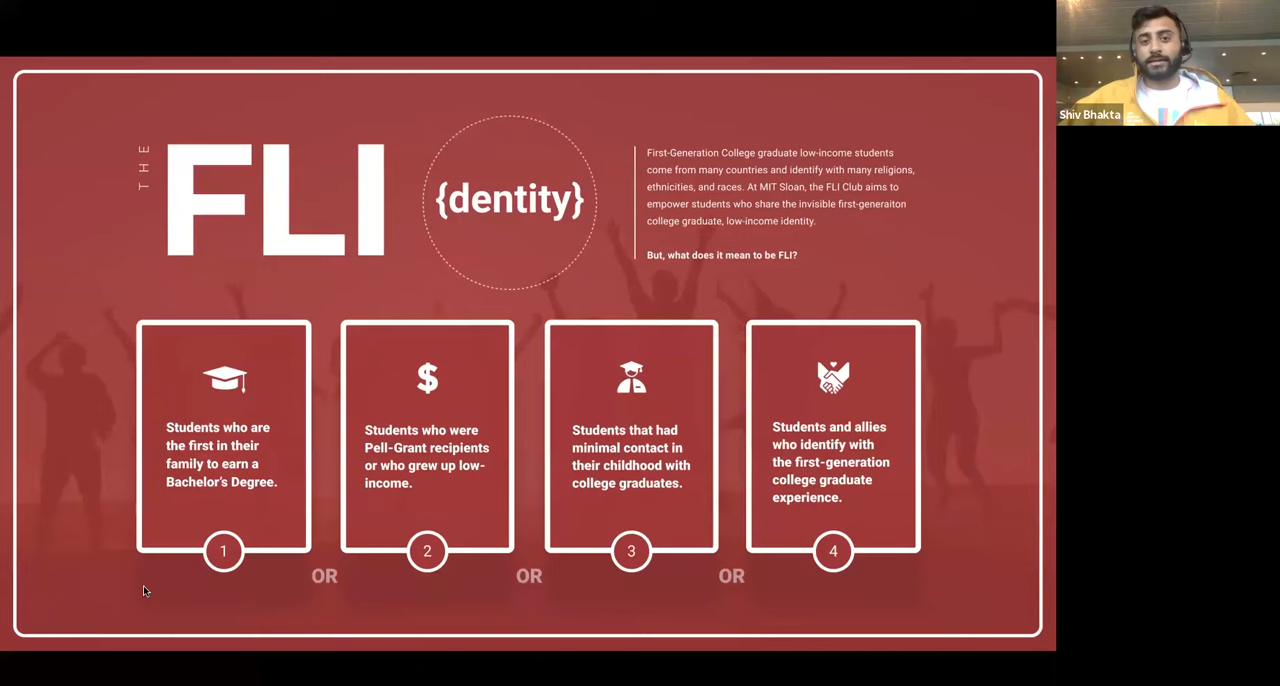 THE
FLI
{dentity}
First-Generation College graduate low-income students
come from many countries and identify with many religions,
ethnicities, and races. At MIT Sloan, the FLI Club aims to
empower students who share the invisible first-generaiton
college graduate, low-income identity.
But, what does it mean to be FLI?
Students who are
the first in their
family to earn a
Bachelor's Degree.
1
OR
Students who were
Pell-Grant recipients
or who grew up low-
income.
2
OR
Students that had
minimal contact in
their childhood with
college graduates.
3
OR
Students and allies
who identify with
the first-generation
college graduate
experience.
4
Shiv Bhakta